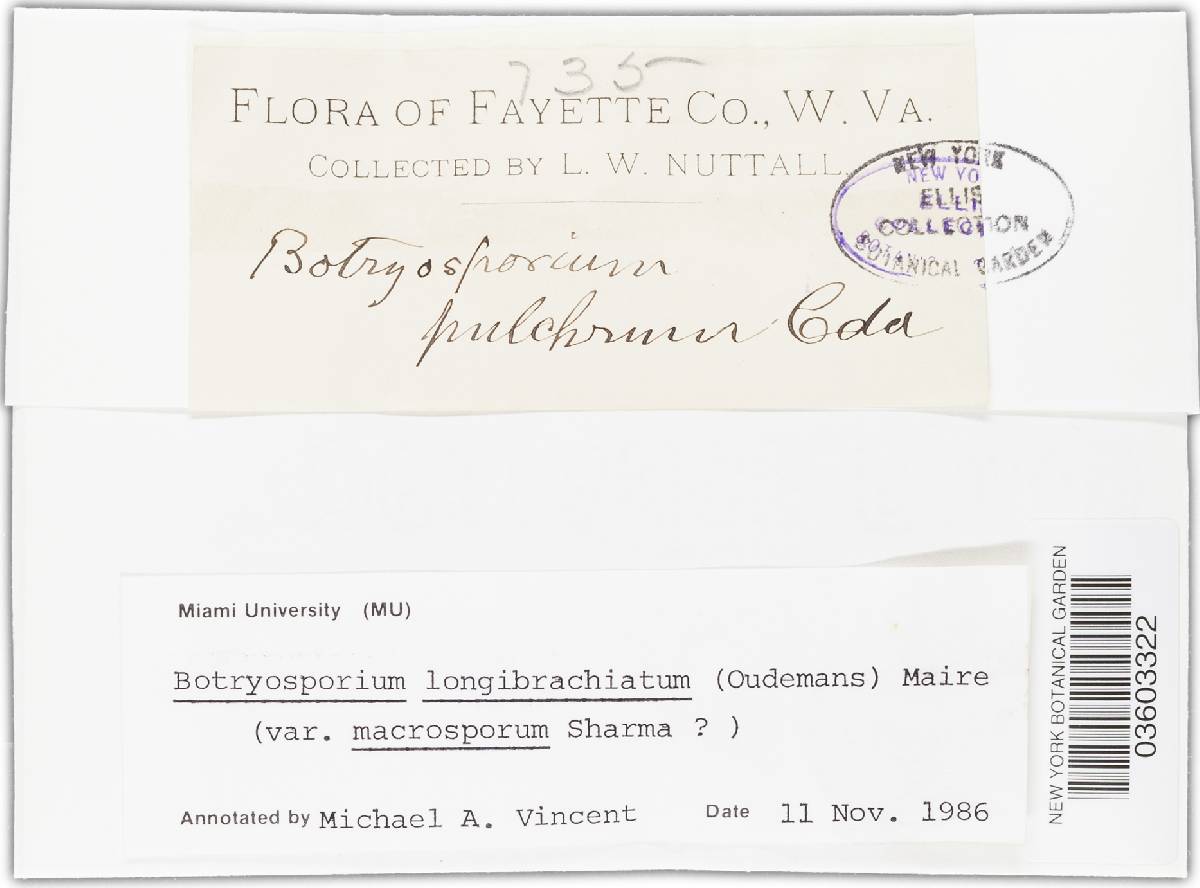 735
FLORA OF FAYETTE CO., W. VA.
COLLECTED BY L. W. NUTTALL
Botryosporium
pulchrum Cda
NEW YORK
ELLIS
COLLECTION
BOTANICAL GARDEN
Miami University (MU)
Botryosporium longibrachiatum (Oudemans) Maire
(var. macrosporum Sharma ? )
Annotated by Michael A. Vincent Date 11 Nov. 1986
NEW YORK BOTANICAL GARDEN
03603322